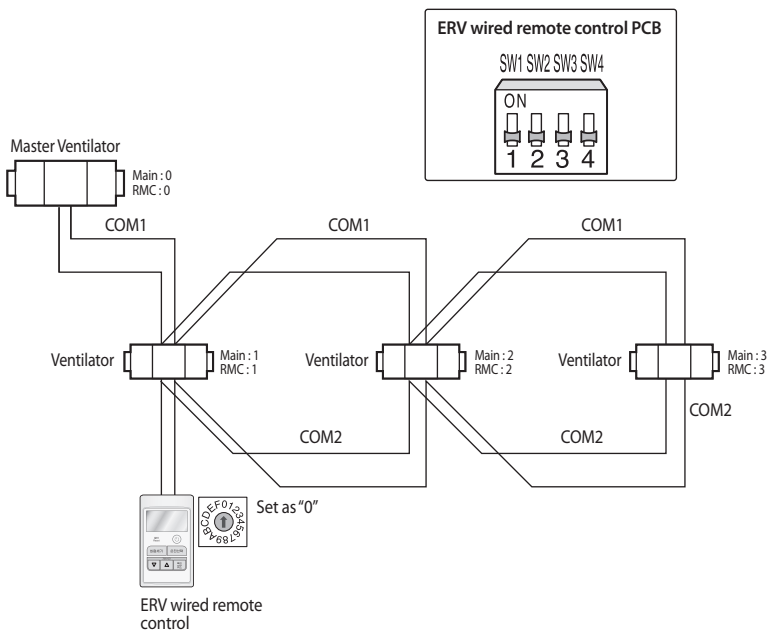 ERV wired remote control PCB
SW1 SW2 SW3 SW4
ON
1 2 3 4
Master Ventilator
Main : 0
RMC : 0
COM1
COM1
COM1
Ventilator
Main : 1
RMC : 1
Ventilator
Main : 2
RMC : 2
Ventilator
Main : 3
RMC : 3
COM2
COM2
COM2
0123456789ABCDEF
Set as “0”
ERV wired remote
control